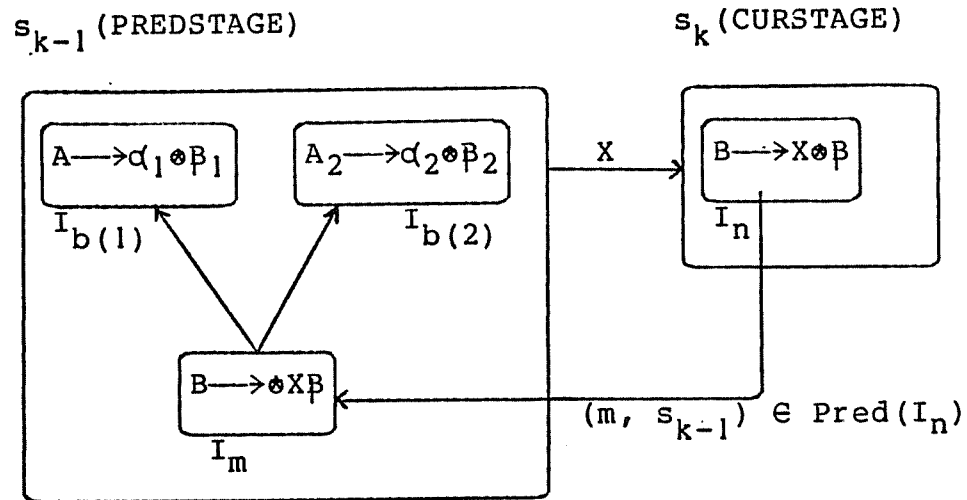 s_{k-1} (PREDSTAGE)
s_k (CURSTAGE)
A⟶α_1⊗β_1
A_2⟶α_2⊗β_2
I_{b(1)}
I_{b(2)}
X
B⟶X⊗β
I_n
B⟶⊗Xβ
I_m
(m, s_{k-1}) ∈ Pred(I_n)